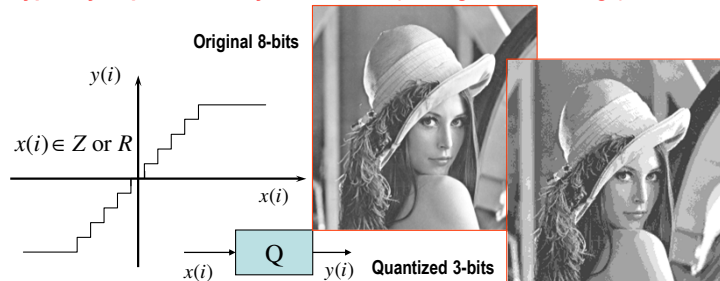 Original 8-bits
y(i)
x(i)∈ Z or R
x(i)
Q
x(i)
y(i)
Quantized 3-bits